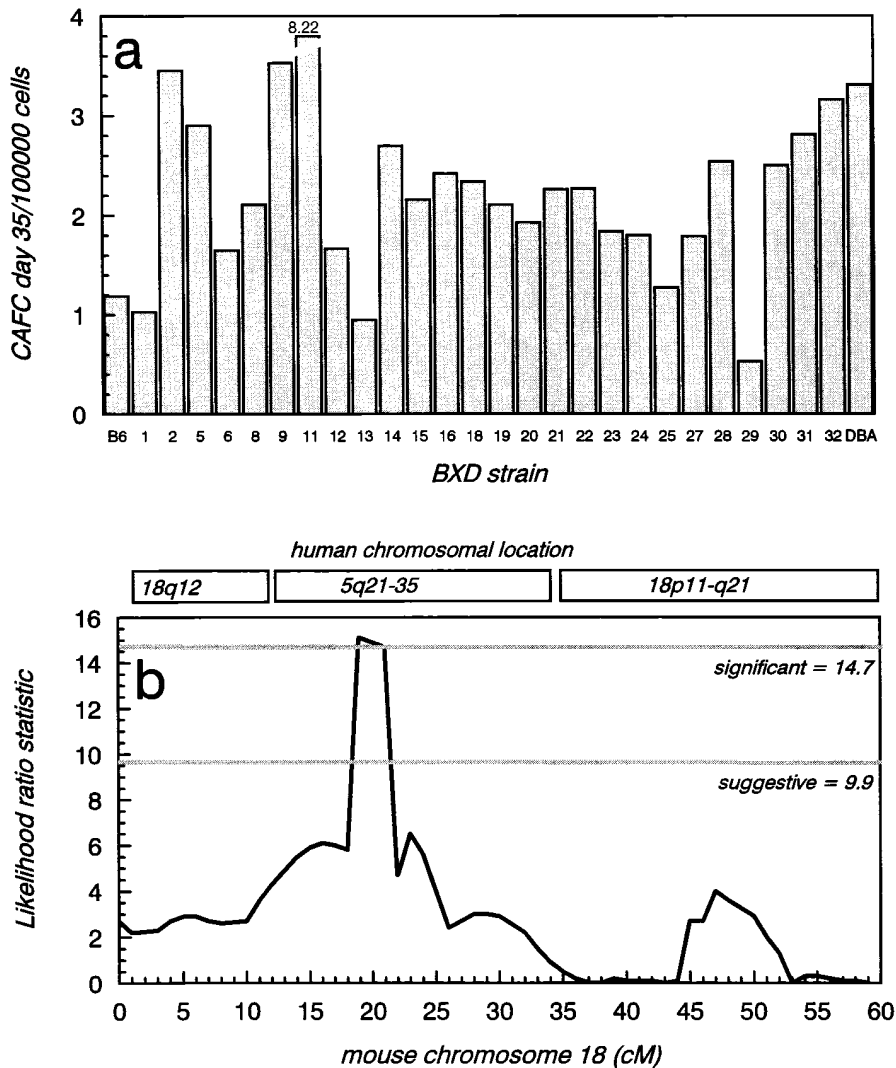 a
8.22
4
3
2
1
0
CAFC day 35/100000 cells
B6 1 2 5 6 8 9 11 12 13 14 15 16 18 19 20 21 22 23 24 25 27 28 29 30 31 32 DBA
BXD strain
human chromosomal location
18q12 5q21-35 18p11-q21
b
16
14
12
10
8
6
4
2
0
Likelihood ratio statistic
significant = 14.7
suggestive = 9.9
0 5 10 15 20 25 30 35 40 45 50 55 60
mouse chromosome 18 (cM)